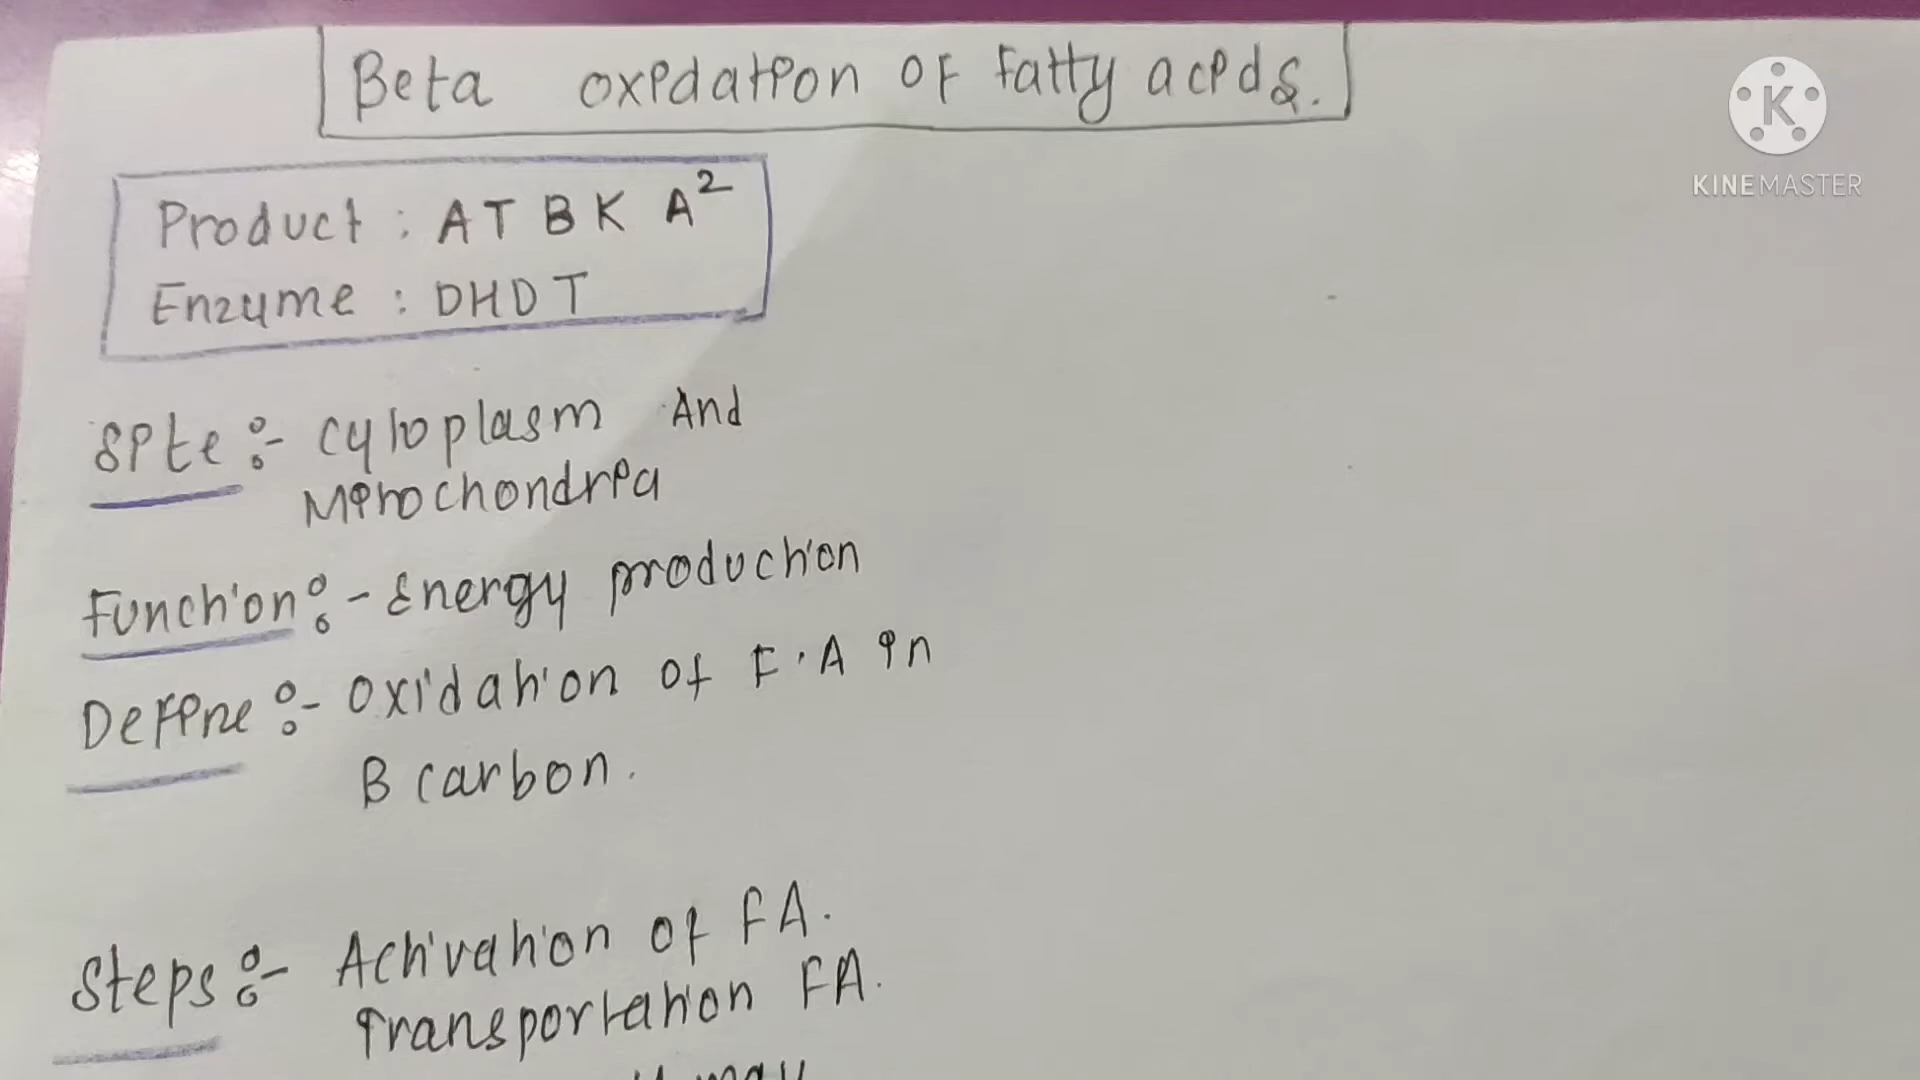 Beta oxidation of fatty acids.
K
KINEMASTER
Product : A T B K A²
Enzyme : DHDT
Site :- Cytoplasm And
Mitochondria
Function :- Energy production
Define :- Oxidation of F.A in
B carbon.
Steps :- Activation of FA.
Transportation FA.